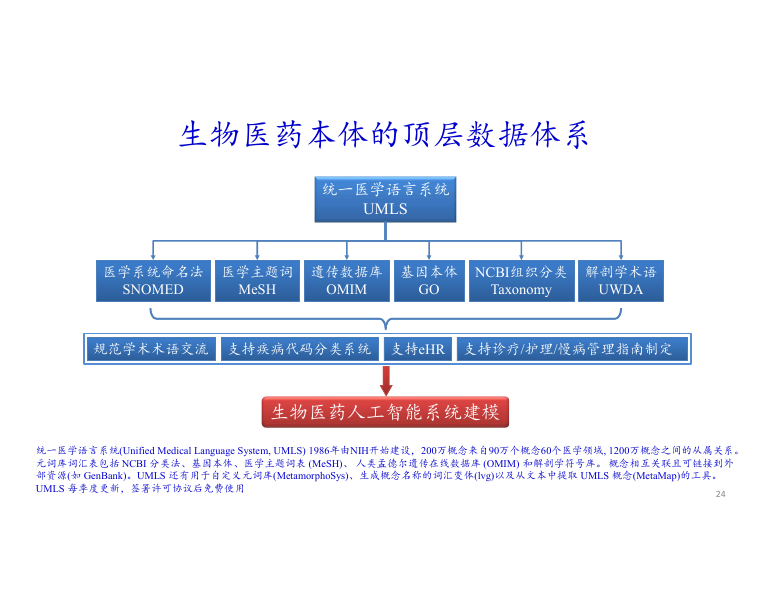 生物医药本体的顶层数据体系
统一医学语言系统
UMLS
医学系统命名法
SNOMED
医学主题词
MeSH
遗传数据库
OMIM
基因本体
GO
NCBI组织分类
Taxonomy
解剖学术语
UWDA
规范学术术语交流
支持疾病代码分类系统
支持eHR
支持诊疗/护理/慢病管理指南制定
生物医药人工智能系统建模
统一医学语言系统(Unified Medical Language System, UMLS) 1986年由NIH开始建设，200万概念来自90万个概念60个医学领域, 1200万概念之间的从属关系。
元词库词汇表包括 NCBI 分类法、基因本体、医学主题词表 (MeSH)、 人类孟德尔遗传在线数据库 (OMIM) 和解剖学符号库。 概念相互关联且可链接到外
部资源(如 GenBank)。UMLS 还有用于自定义元词库(MetamorphoSys)、生成概念名称的词汇变体(lvg)以及从文本中提取 UMLS 概念(MetaMap)的工具。
UMLS 每季度更新，签署许可协议后免费使用
24